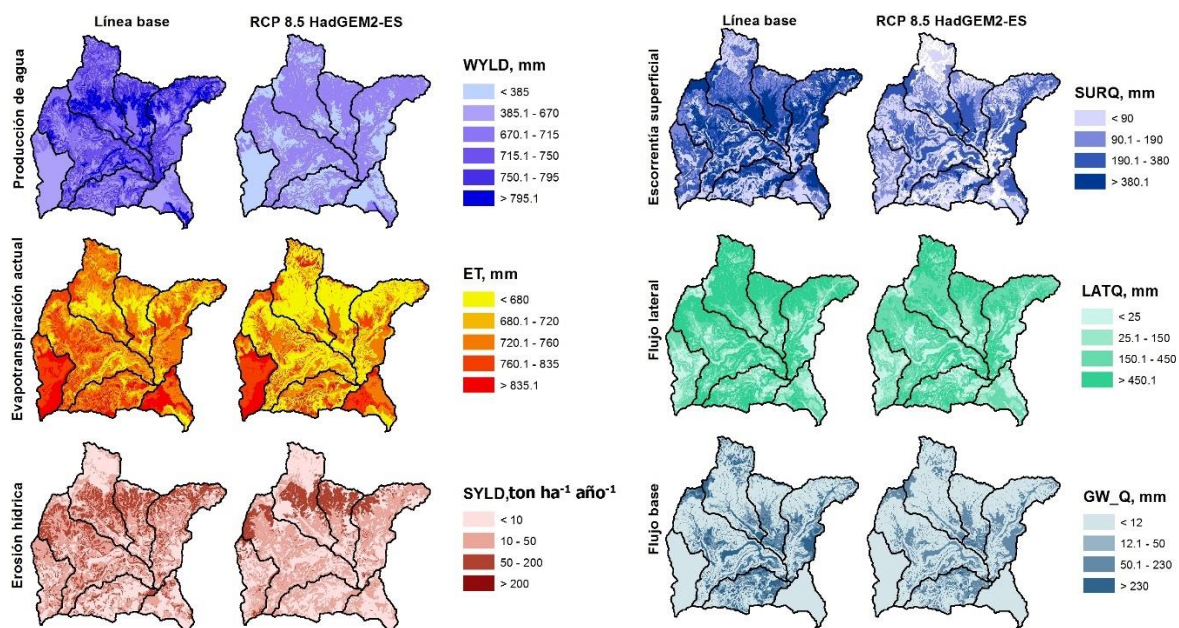 Línea base
RCP 8.5 HadGEM2-ES
Producción de agua
WYLD, mm
< 385
385.1 - 670
670.1 - 715
715.1 - 750
750.1 - 795
> 795.1
Evapotranspiración actual
ET, mm
< 680
680.1 - 720
720.1 - 760
760.1 - 835
> 835.1
Erosión hídrica
SYLD,ton ha⁻¹ año⁻¹
< 10
10 - 50
50 - 200
> 200
Línea base
RCP 8.5 HadGEM2-ES
Escorrentia superficial
SURQ, mm
< 90
90.1 - 190
190.1 - 380
> 380.1
Flujo lateral
LATQ, mm
< 25
25.1 - 150
150.1 - 450
> 450.1
Flujo base
GW_Q, mm
< 12
12.1 - 50
50.1 - 230
> 230